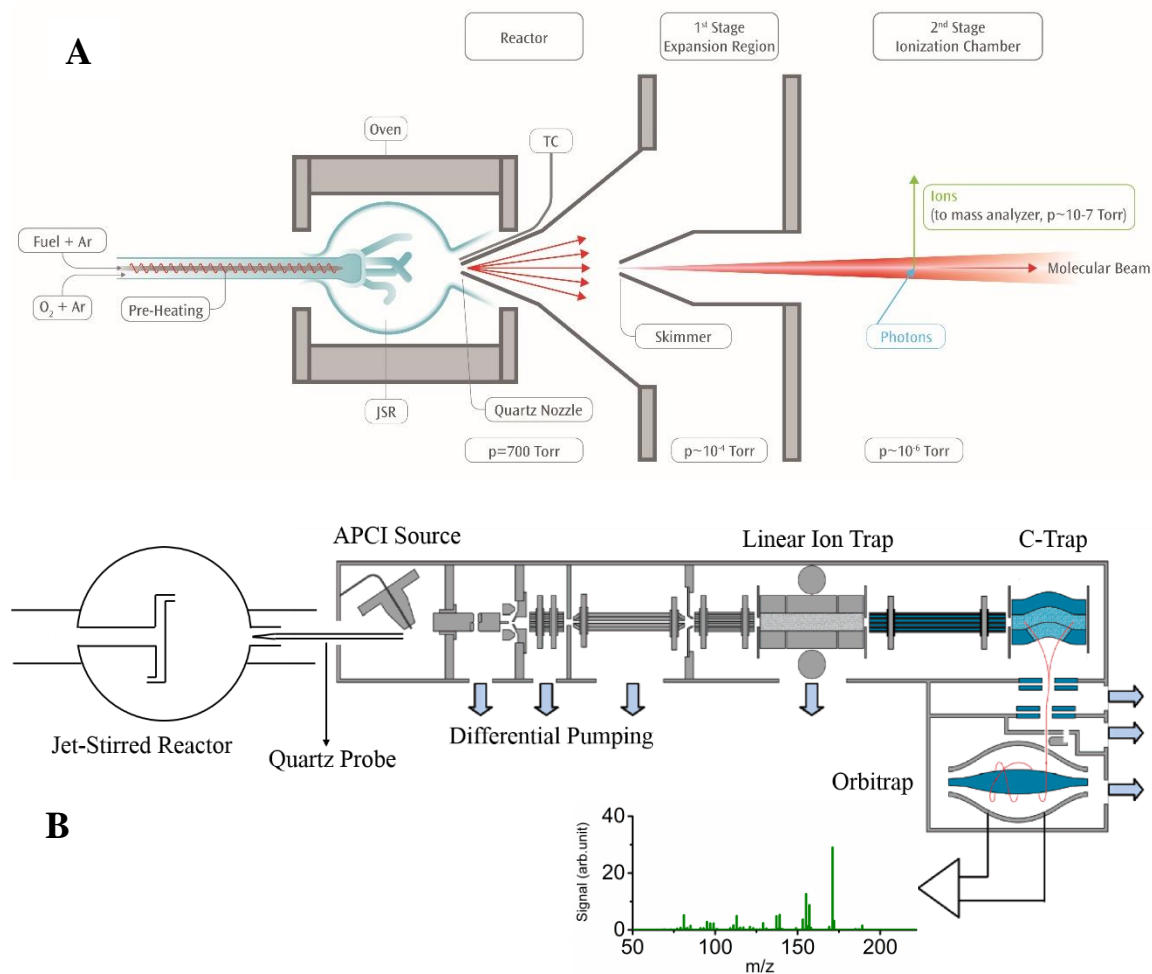 A
Reactor
1st Stage
Expansion Region
2nd Stage
Ionization Chamber
Oven
TC
Ions
(to mass analyzer, p~10-7 Torr)
Fuel + Ar
Molecular Beam
O2 + Ar
Pre-Heating
Skimmer
Photons
JSR
Quartz Nozzle
p=700 Torr
p~10-4 Torr
p~10-6 Torr
APCI Source
Linear Ion Trap
C-Trap
Jet-Stirred Reactor
Differential Pumping
Quartz Probe
Orbitrap
B
Signal (arb.unit)
40
20
0
50
100
150
200
m/z